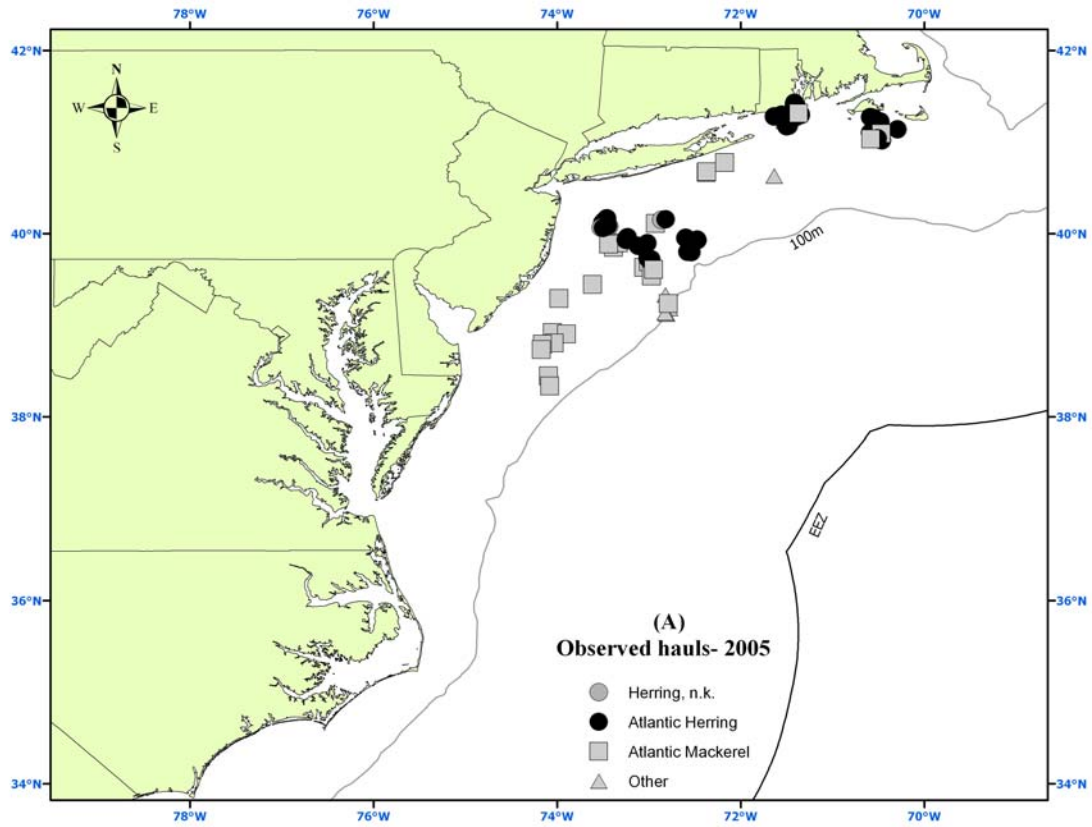 78°W 76°W 74°W 72°W 70°W
42°N 42°N
N
W E
S
40°N 40°N
100m
38°N 38°N
EEZ
36°N 36°N
(A)
Observed hauls- 2005
Herring, n.k.
Atlantic Herring
Atlantic Mackerel
Other
34°N 34°N
78°W 76°W 74°W 72°W 70°W